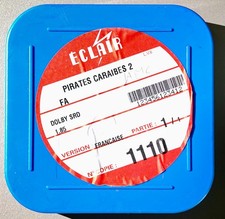 ECLAIR
PIRATES CARAIBES 2
FA
DOLBY SRD
1.85
VERSION FRANCAISE PARTIE: 1/
1110